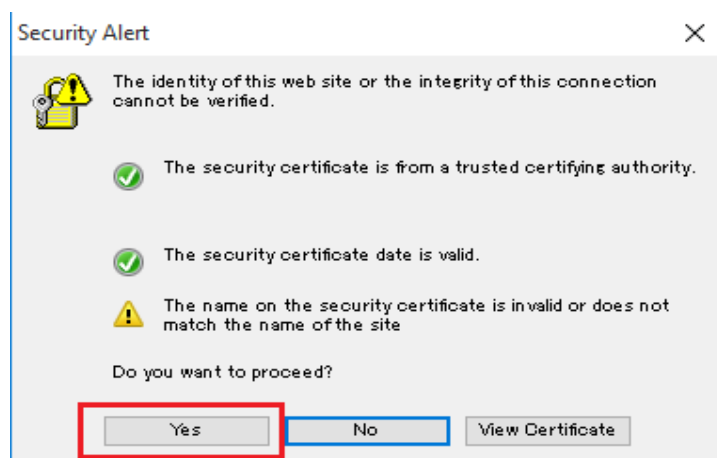 Security Alert
The identity of this web site or the integrity of this connection
cannot be verified.
The security certificate is from a trusted certifying authority.
The security certificate date is valid.
The name on the security certificate is invalid or does not
match the name of the site
Do you want to proceed?
Yes No View Certificate